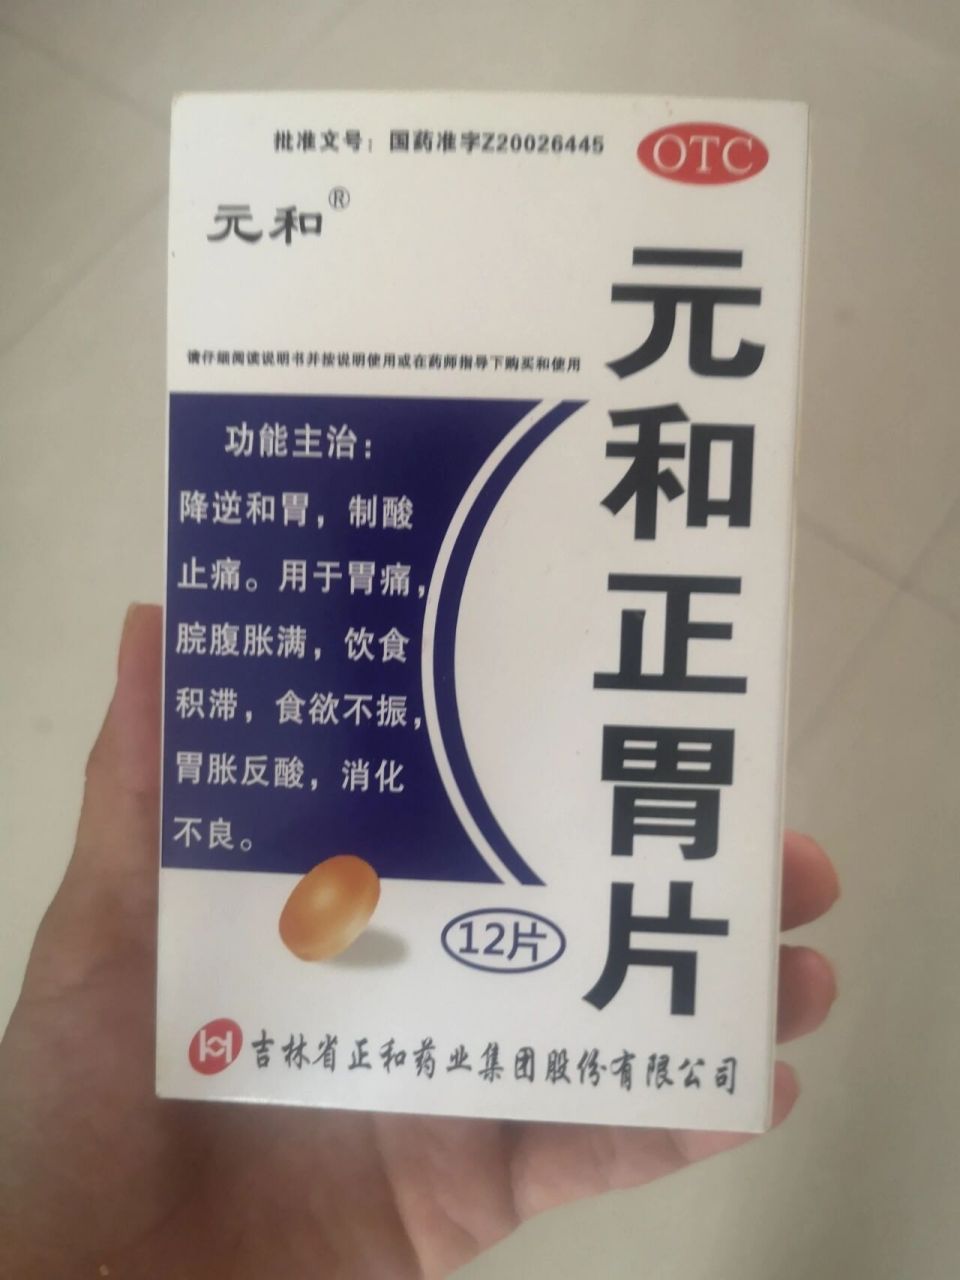 批准文号：国药准字Z20026445
OTC
元和®
元和正胃片
请仔细阅读说明书并按说明使用或在药师指导下购买和使用
功能主治：
降逆和胃，制酸
止痛。用于胃痛，
脘腹胀满，饮食
积滞，食欲不振，
胃胀反酸，消化
不良。
12片
吉林省正和药业集团股份有限公司